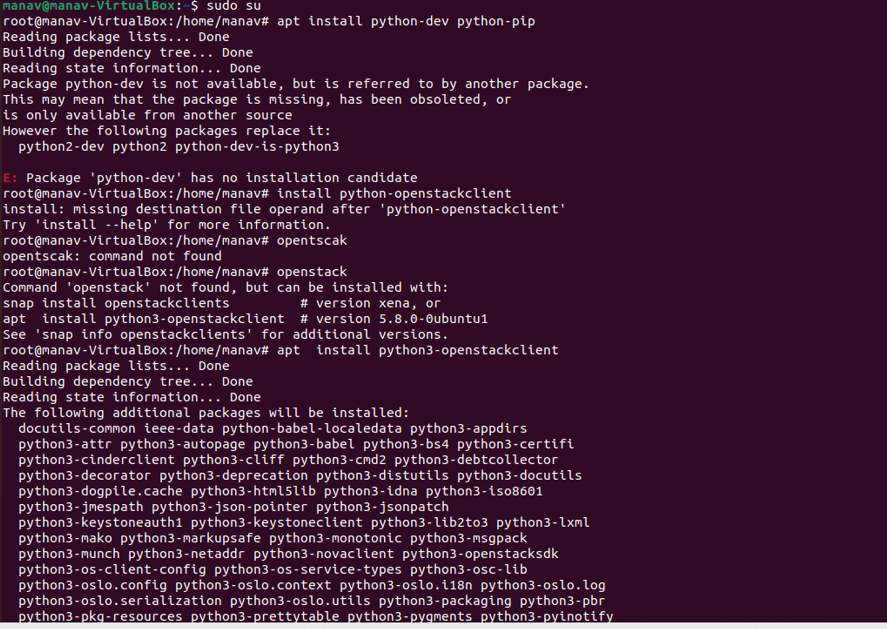 manav@manav-VirtualBox:~$ sudo su
root@manav-VirtualBox:/home/manav# apt install python-dev python-pip
Reading package lists... Done
Building dependency tree... Done
Reading state information... Done
Package python-dev is not available, but is referred to by another package.
This may mean that the package is missing, has been obsoleted, or
is only available from another source
However the following packages replace it:
  python2-dev python2 python-dev-is-python3

E: Package 'python-dev' has no installation candidate
root@manav-VirtualBox:/home/manav# install python-openstackclient
install: missing destination file operand after 'python-openstackclient'
Try 'install --help' for more information.
root@manav-VirtualBox:/home/manav# opentscak
opentscak: command not found
root@manav-VirtualBox:/home/manav# openstack
Command 'openstack' not found, but can be installed with:
snap install openstackclients         # version xena, or
apt  install python3-openstackclient  # version 5.8.0-0ubuntu1
See 'snap info openstackclients' for additional versions.
root@manav-VirtualBox:/home/manav# apt  install python3-openstackclient
Reading package lists... Done
Building dependency tree... Done
Reading state information... Done
The following additional packages will be installed:
  docutils-common ieee-data python-babel-localedata python3-appdirs
  python3-attr python3-autopage python3-babel python3-bs4 python3-certifi
  python3-cinderclient python3-cliff python3-cmd2 python3-debtcollector
  python3-decorator python3-deprecation python3-distutils python3-docutils
  python3-dogpile.cache python3-html5lib python3-idna python3-iso8601
  python3-jmespath python3-json-pointer python3-jsonpatch
  python3-keystoneauth1 python3-keystoneclient python3-lib2to3 python3-lxml
  python3-mako python3-markupsafe python3-monotonic python3-msgpack
  python3-munch python3-netaddr python3-novaclient python3-openstacksdk
  python3-os-client-config python3-os-service-types python3-osc-lib
  python3-oslo.config python3-oslo.context python3-oslo.i18n python3-oslo.log
  python3-oslo.serialization python3-oslo.utils python3-packaging python3-pbr
  python3-pkg-resources python3-prettytable python3-pygments python3-pyinotify